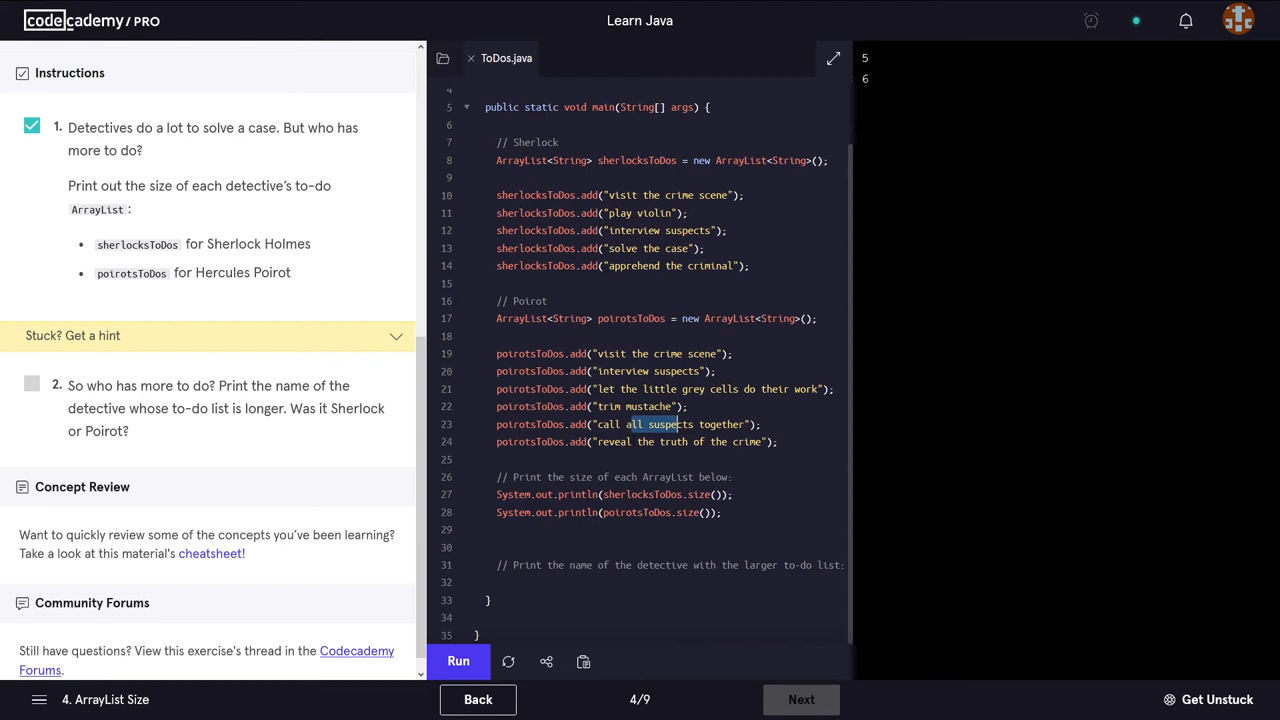 codecademy / PRO
Learn Java
Instructions
ToDos.java
1. Detectives do a lot to solve a case. But who has
more to do?
Print out the size of each detective's to-do
ArrayList:
• sherlocksToDos for Sherlock Holmes
• poirotsToDos for Hercules Poirot
Stuck? Get a hint
2. So who has more to do? Print the name of the
detective whose to-do list is longer. Was it Sherlock
or Poirot?
Concept Review
Want to quickly review some of the concepts you've been learning?
Take a look at this material's cheatsheet!
Community Forums
Still have questions? View this exercise's thread in the Codecademy
Forums.
4
5 public static void main(String[] args) {
6
7 // Sherlock
8 ArrayList<String> sherlocksToDos = new ArrayList<String>();
9
10 sherlocksToDos.add("visit the crime scene");
11 sherlocksToDos.add("play violin");
12 sherlocksToDos.add("interview suspects");
13 sherlocksToDos.add("solve the case");
14 sherlocksToDos.add("apprehend the criminal");
15
16 // Poirot
17 ArrayList<String> poirotsToDos = new ArrayList<String>();
18
19 poirotsToDos.add("visit the crime scene");
20 poirotsToDos.add("interview suspects");
21 poirotsToDos.add("let the little grey cells do their work");
22 poirotsToDos.add("trim mustache");
23 poirotsToDos.add("call all suspects together");
24 poirotsToDos.add("reveal the truth of the crime");
25
26 // Print the size of each ArrayList below:
27 System.out.println(sherlocksToDos.size());
28 System.out.println(poirotsToDos.size());
29
30
31 // Print the name of the detective with the larger to-do list:
32
33 }
34
35 }
5
6
Run
4. ArrayList Size
Back
4/9
Next
Get Unstuck